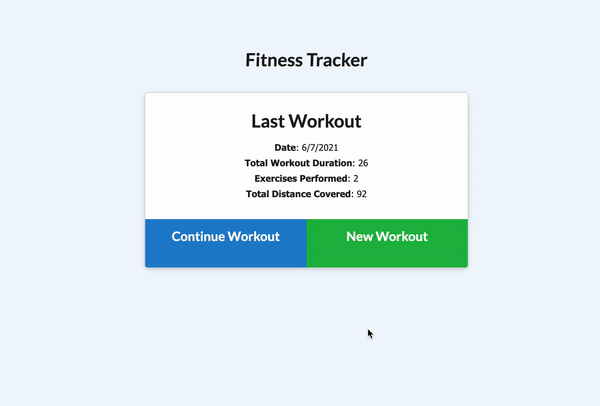 Fitness Tracker
Last Workout
Date: 6/7/2021
Total Workout Duration: 26
Exercises Performed: 2
Total Distance Covered: 92
Continue Workout
New Workout